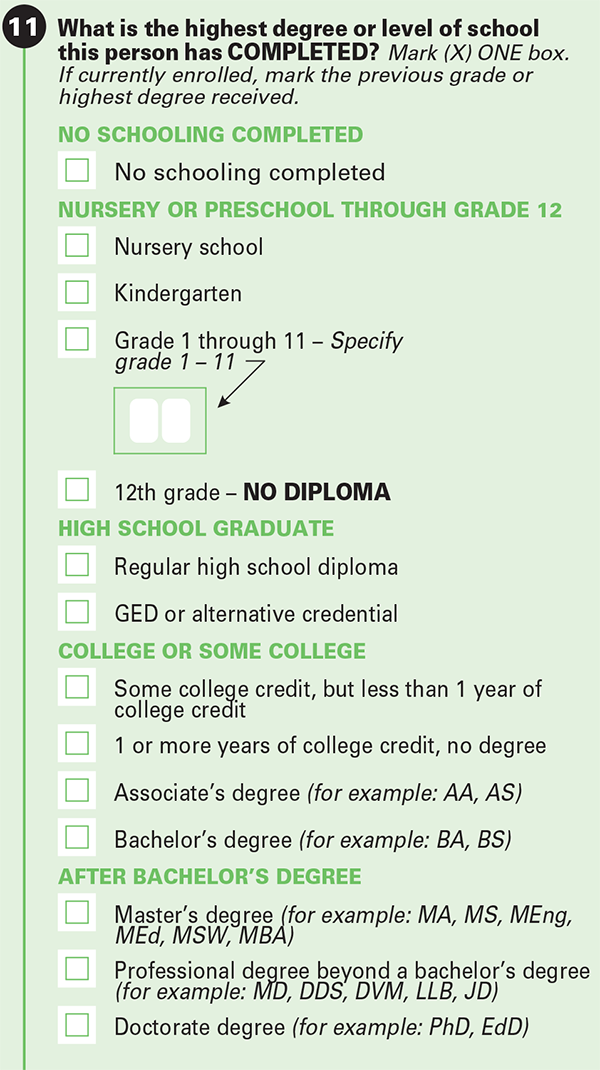 11 What is the highest degree or level of school
this person has COMPLETED? Mark (X) ONE box.
If currently enrolled, mark the previous grade or
highest degree received.
NO SCHOOLING COMPLETED
No schooling completed
NURSERY OR PRESCHOOL THROUGH GRADE 12
Nursery school
Kindergarten
Grade 1 through 11 – Specify
grade 1 – 11
12th grade – NO DIPLOMA
HIGH SCHOOL GRADUATE
Regular high school diploma
GED or alternative credential
COLLEGE OR SOME COLLEGE
Some college credit, but less than 1 year of
college credit
1 or more years of college credit, no degree
Associate’s degree (for example: AA, AS)
Bachelor’s degree (for example: BA, BS)
AFTER BACHELOR’S DEGREE
Master’s degree (for example: MA, MS, MEng,
MEd, MSW, MBA)
Professional degree beyond a bachelor’s degree
(for example: MD, DDS, DVM, LLB, JD)
Doctorate degree (for example: PhD, EdD)